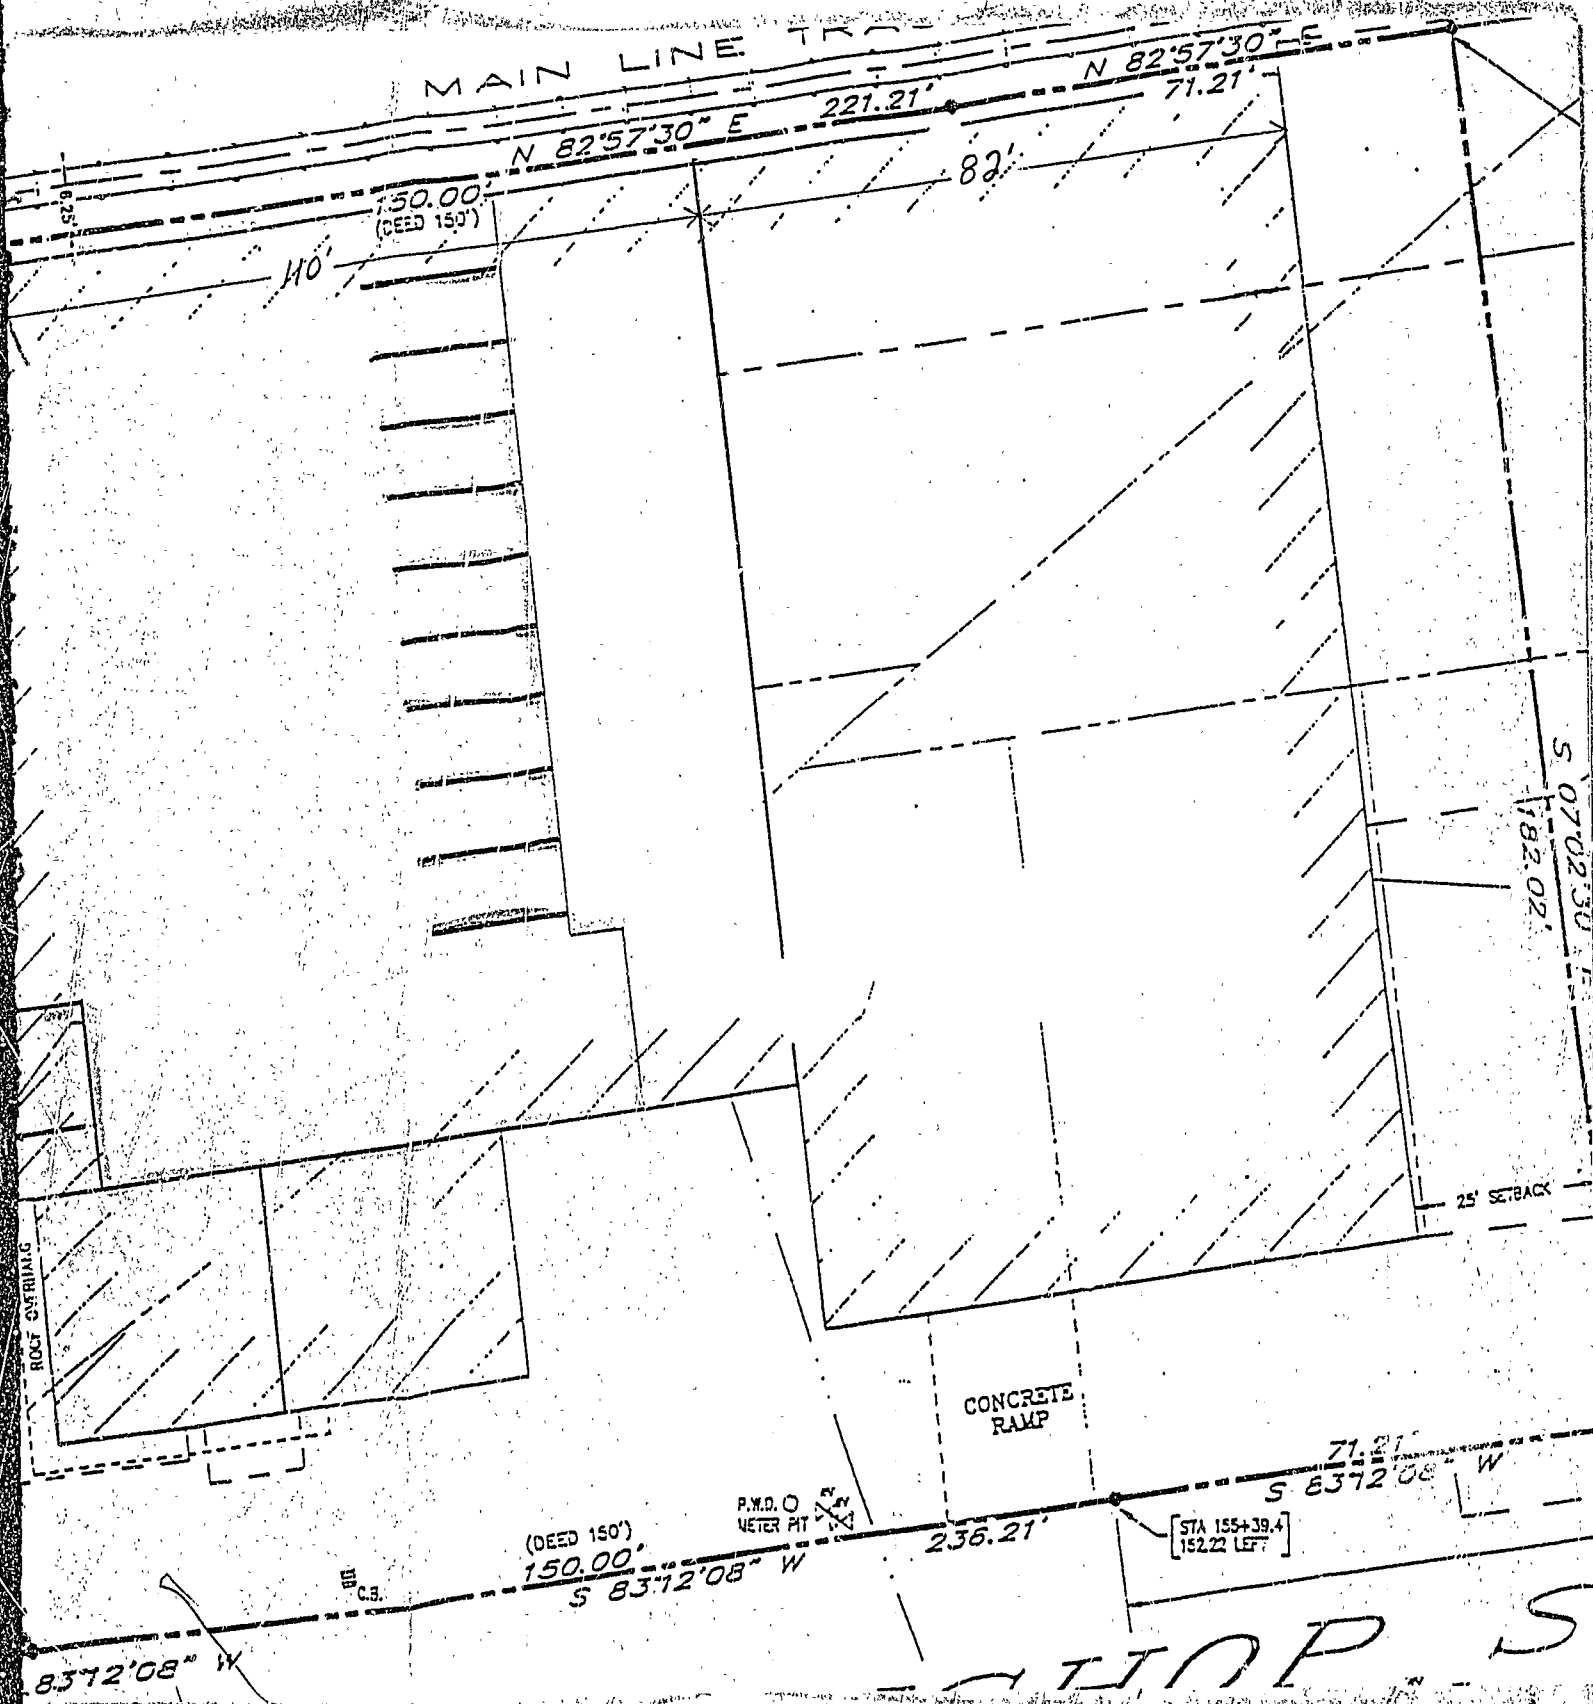 MAIN LINE
N 82°57'30" E
71.21'
221.21'
N 82°57'30" E
150.00'
(DEED 150')
6.25'
82'
110'
S 07°02'30" E
182.02'
25' SETBACK
ROOF OVERHANG
CONCRETE
RAMP
71.21'
S 83°12'08" W
[STA 155+39.4
152.22 LEFT]
P.W.D.
METER PIT
236.21'
(DEED 150')
150.00'
S 83°12'08" W
C.B.
83°12'08" W
SHOP S